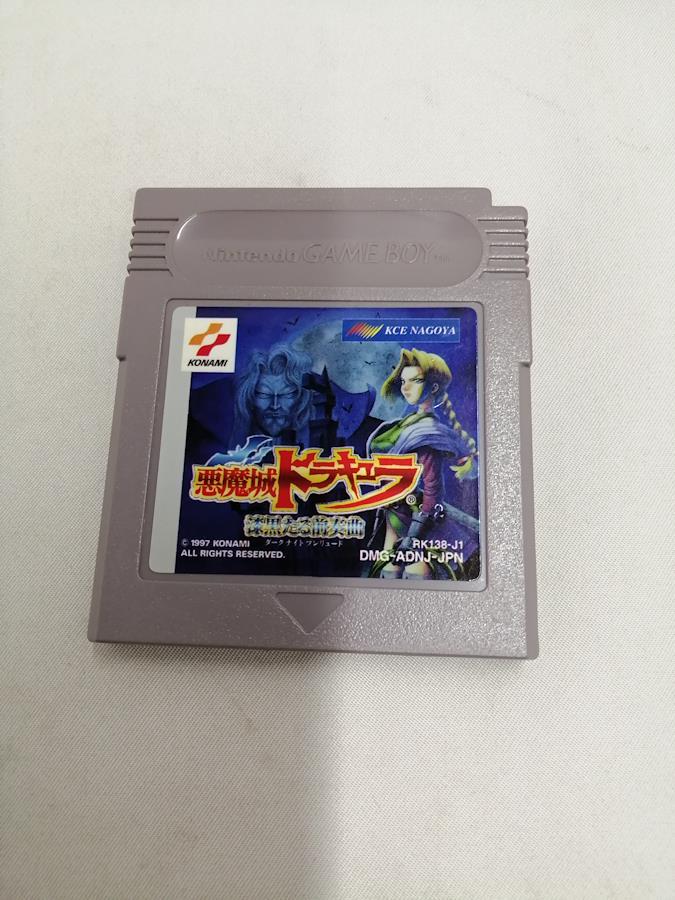 Nintendo GAME BOY TM
KONAMI
KCE NAGOYA
悪魔城ドラキュラ®
漆黒たる前奏曲
ダークナイトプレリュード
© 1997 KONAMI
ALL RIGHTS RESERVED.
RK138-J1
DMG-ADNJ-JPN